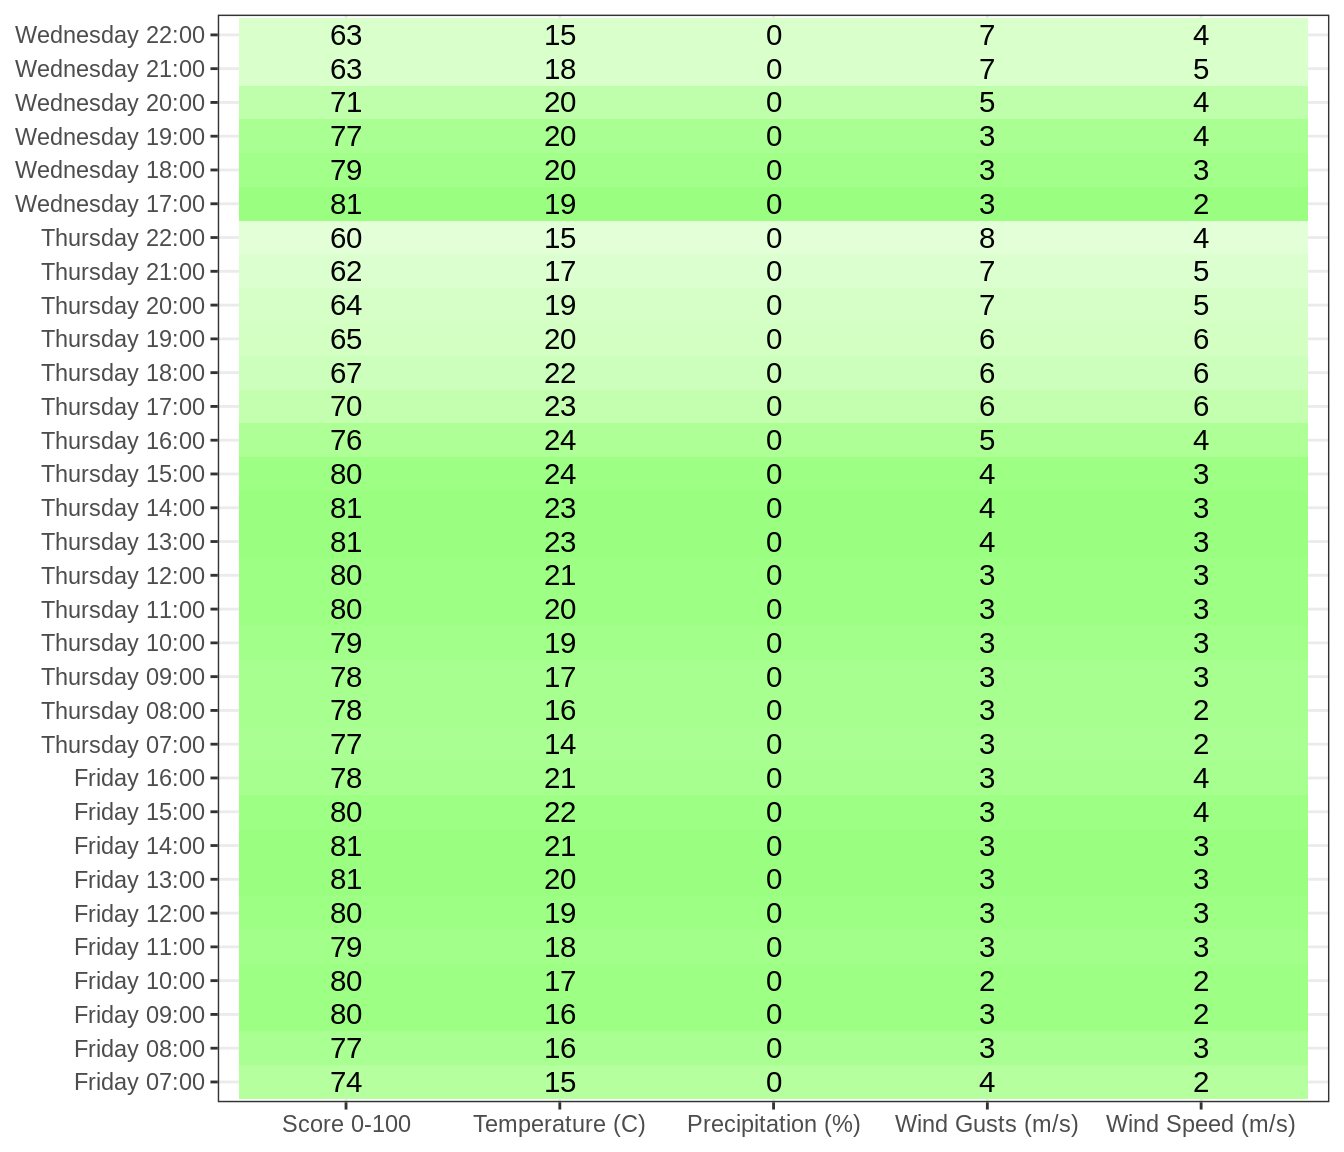 Wednesday 22:00 63 15 0 7 4
Wednesday 21:00 63 18 0 7 5
Wednesday 20:00 71 20 0 5 4
Wednesday 19:00 77 20 0 3 4
Wednesday 18:00 79 20 0 3 3
Wednesday 17:00 81 19 0 3 2
Thursday 22:00 60 15 0 8 4
Thursday 21:00 62 17 0 7 5
Thursday 20:00 64 19 0 7 5
Thursday 19:00 65 20 0 6 6
Thursday 18:00 67 22 0 6 6
Thursday 17:00 70 23 0 6 6
Thursday 16:00 76 24 0 5 4
Thursday 15:00 80 24 0 4 3
Thursday 14:00 81 23 0 4 3
Thursday 13:00 81 23 0 4 3
Thursday 12:00 80 21 0 3 3
Thursday 11:00 80 20 0 3 3
Thursday 10:00 79 19 0 3 3
Thursday 09:00 78 17 0 3 3
Thursday 08:00 78 16 0 3 2
Thursday 07:00 77 14 0 3 2
Friday 16:00 78 21 0 3 4
Friday 15:00 80 22 0 3 4
Friday 14:00 81 21 0 3 3
Friday 13:00 81 20 0 3 3
Friday 12:00 80 19 0 3 3
Friday 11:00 79 18 0 3 3
Friday 10:00 80 17 0 2 2
Friday 09:00 80 16 0 3 2
Friday 08:00 77 16 0 3 3
Friday 07:00 74 15 0 4 2
Score 0-100 Temperature (C) Precipitation (%) Wind Gusts (m/s) Wind Speed (m/s)